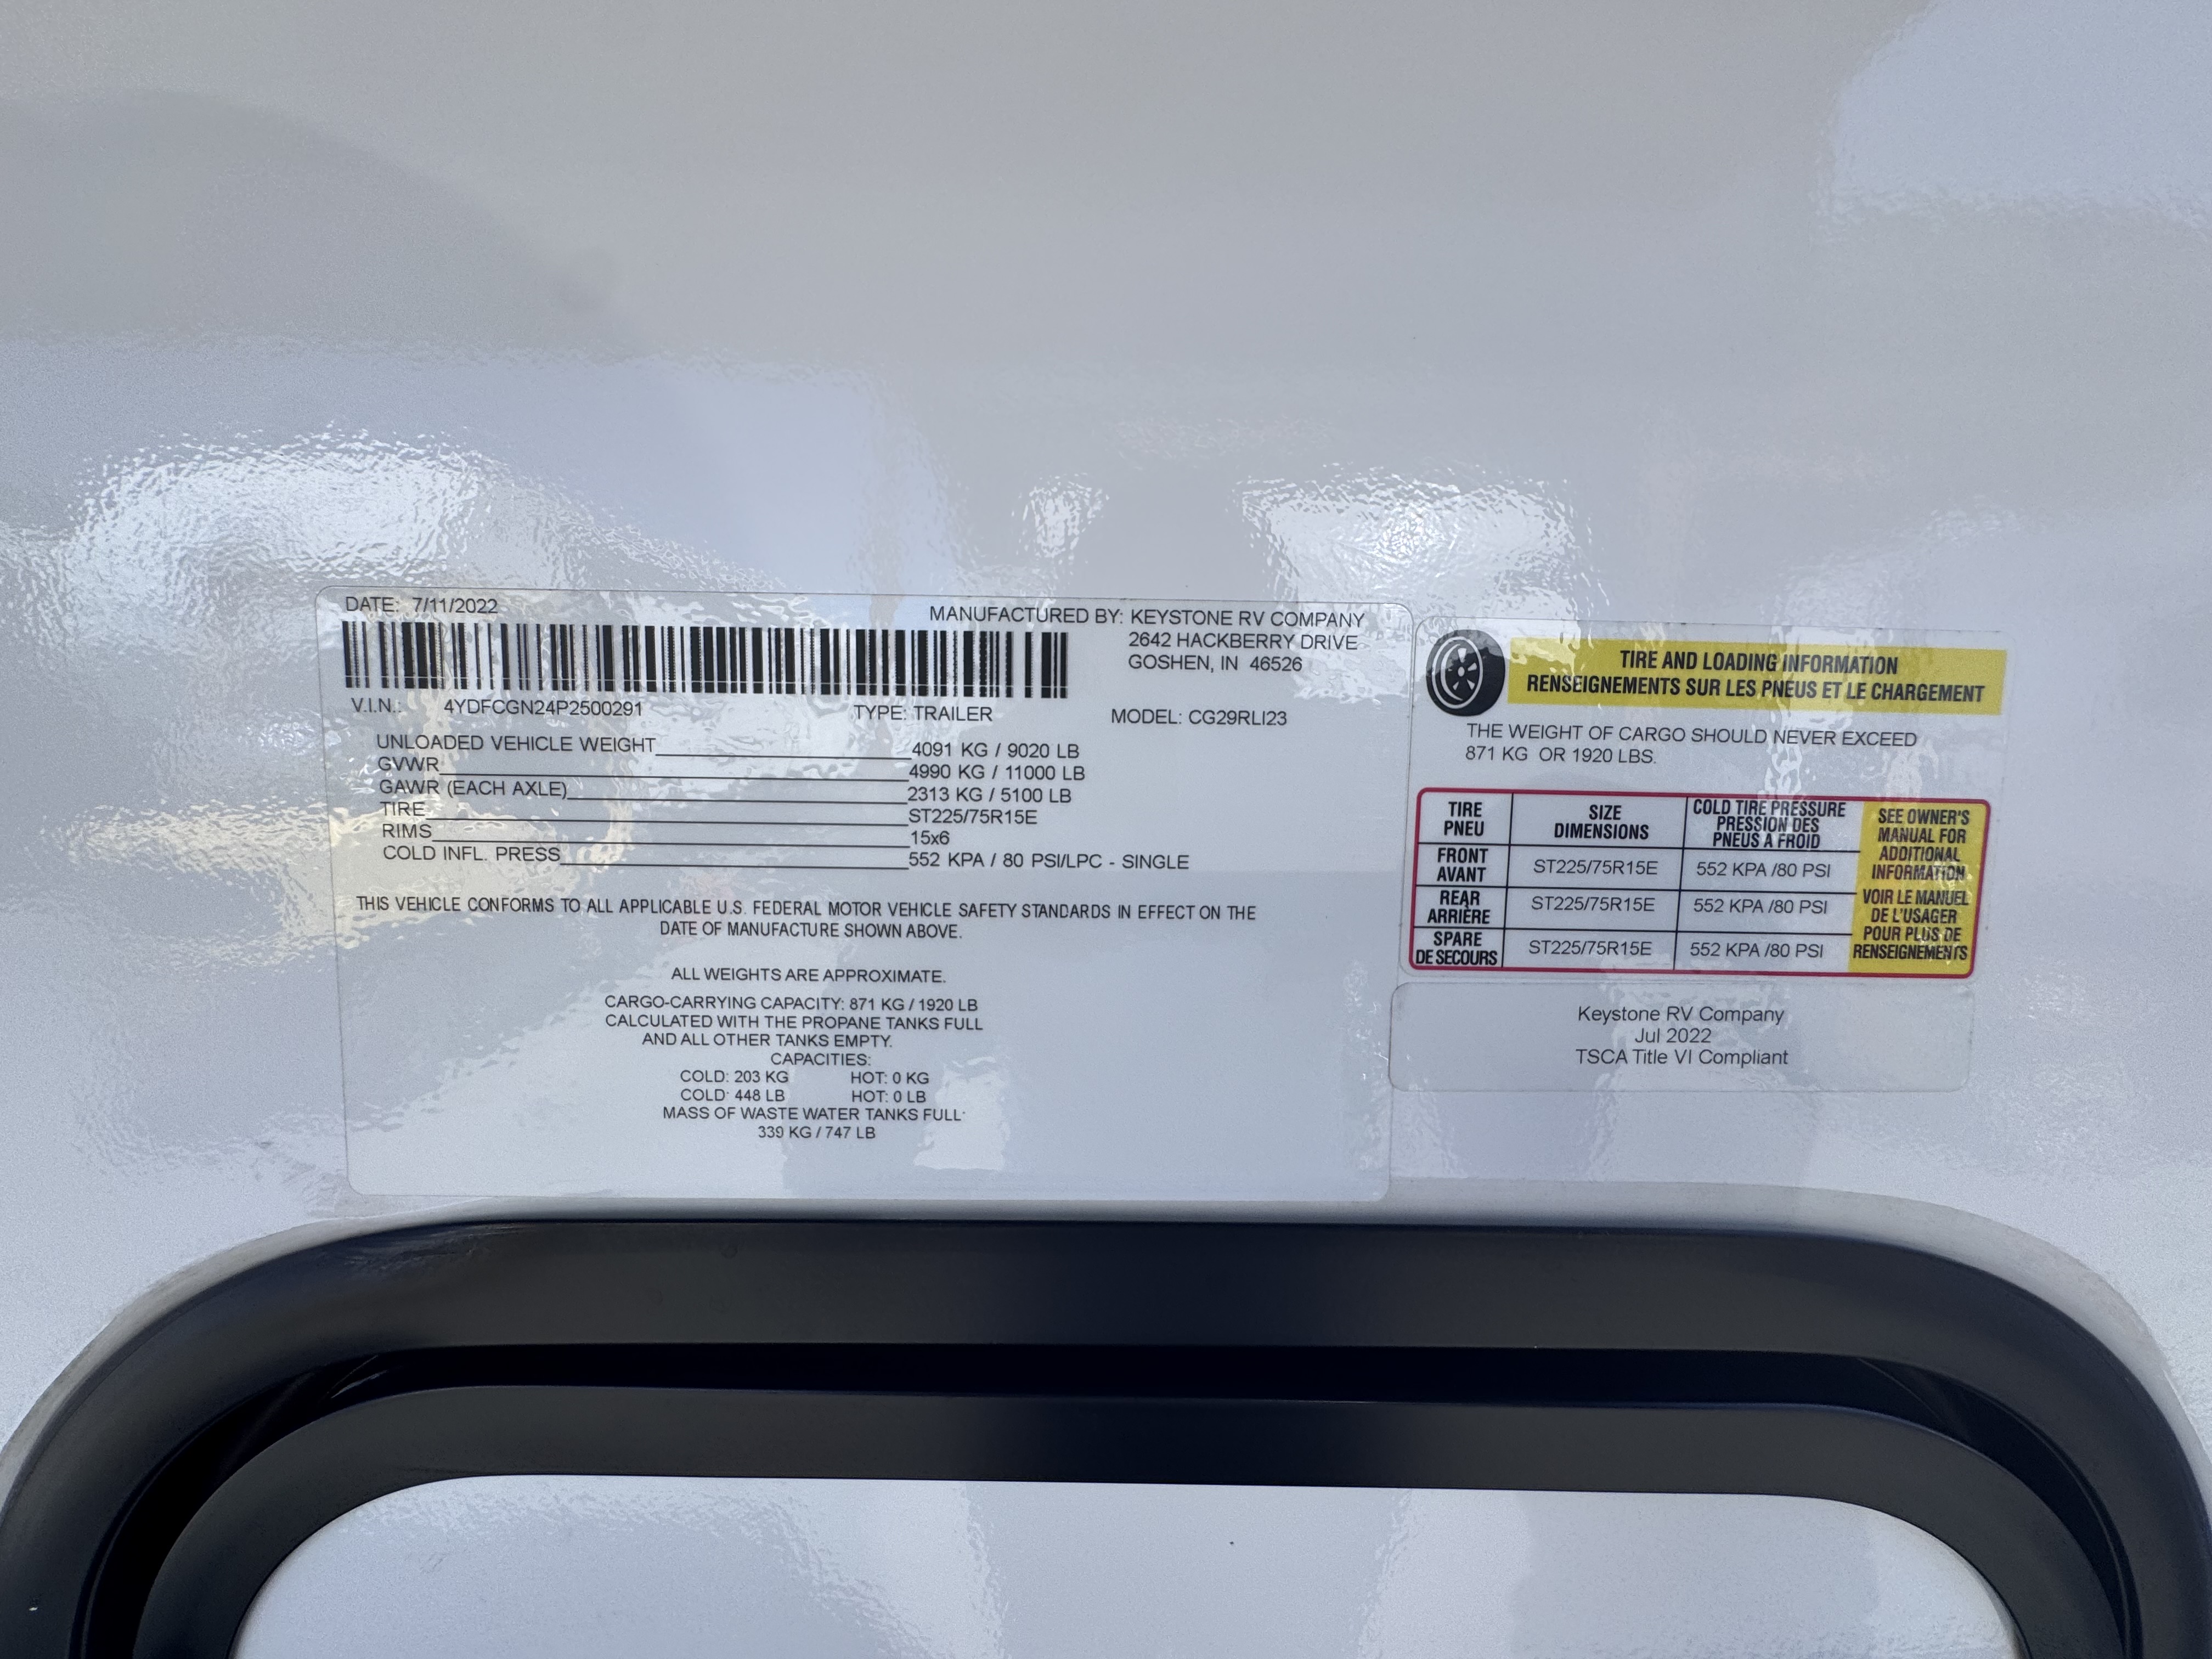 DATE: 7/11/2022
MANUFACTURED BY: KEYSTONE RV COMPANY
2642 HACKBERRY DRIVE
GOSHEN, IN 46526
V.I.N.: 4YDFCGN24P2500291 TYPE: TRAILER MODEL: CG29RLI23
UNLOADED VEHICLE WEIGHT 4091 KG / 9020 LB
GVWR 4990 KG / 11000 LB
GAWR (EACH AXLE) 2313 KG / 5100 LB
TIRE ST225/75R15E
RIMS 15x6
COLD INFL. PRESS 552 KPA / 80 PSI/LPC - SINGLE
THIS VEHICLE CONFORMS TO ALL APPLICABLE U.S. FEDERAL MOTOR VEHICLE SAFETY STANDARDS IN EFFECT ON THE
DATE OF MANUFACTURE SHOWN ABOVE.
ALL WEIGHTS ARE APPROXIMATE.
CARGO-CARRYING CAPACITY: 871 KG / 1920 LB
CALCULATED WITH THE PROPANE TANKS FULL
AND ALL OTHER TANKS EMPTY.
CAPACITIES:
COLD: 203 KG HOT: 0 KG
COLD: 448 LB HOT: 0 LB
MASS OF WASTE WATER TANKS FULL:
339 KG / 747 LB
TIRE AND LOADING INFORMATION
RENSEIGNEMENTS SUR LES PNEUS ET LE CHARGEMENT
THE WEIGHT OF CARGO SHOULD NEVER EXCEED
871 KG OR 1920 LBS.
TIRE
PNEU
SIZE
DIMENSIONS
COLD TIRE PRESSURE
PRESSION DES
PNEUS A FROID
FRONT
AVANT
ST225/75R15E 552 KPA /80 PSI
REAR
ARRIÈRE
ST225/75R15E 552 KPA /80 PSI
SPARE
DE SECOURS
ST225/75R15E 552 KPA /80 PSI
SEE OWNER'S
MANUAL FOR
ADDITIONAL
INFORMATION
VOIR LE MANUEL
DE L'USAGER
POUR PLUS DE
RENSEIGNEMENTS
Keystone RV Company
Jul 2022
TSCA Title VI Compliant